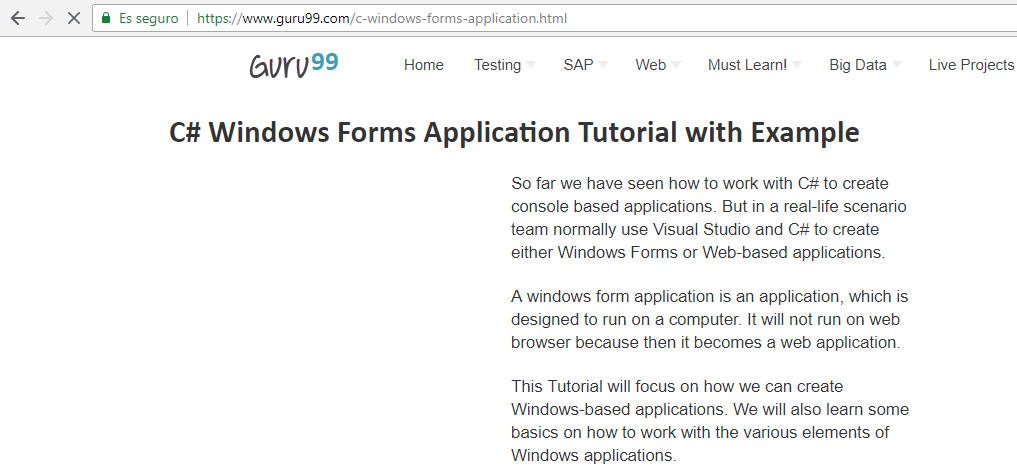 Es seguro https://www.guru99.com/c-windows-forms-application.html
Guru99 Home Testing SAP Web Must Learn! Big Data Live Projects
C# Windows Forms Application Tutorial with Example
So far we have seen how to work with C# to create
console based applications. But in a real-life scenario
team normally use Visual Studio and C# to create
either Windows Forms or Web-based applications.
A windows form application is an application, which is
designed to run on a computer. It will not run on web
browser because then it becomes a web application.
This Tutorial will focus on how we can create
Windows-based applications. We will also learn some
basics on how to work with the various elements of
Windows applications.